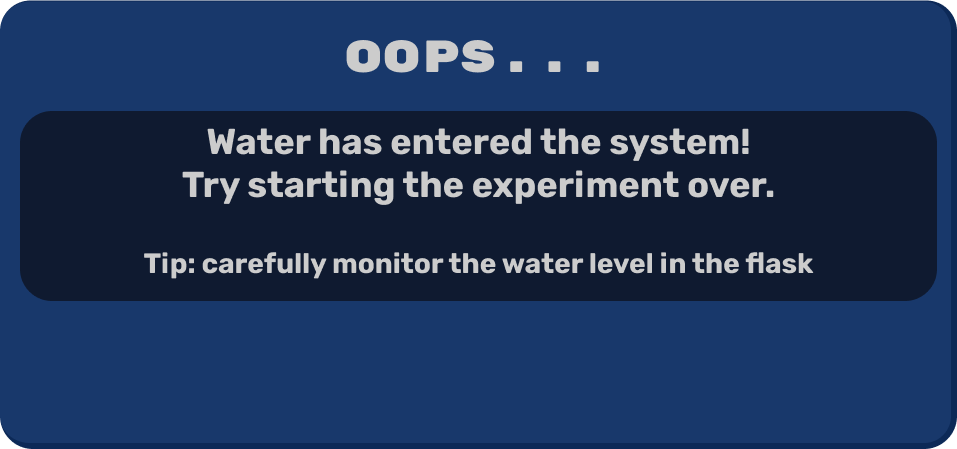 OOPS...
Water has entered the system!
Try starting the experiment over.
Tip: carefully monitor the water level in the flask